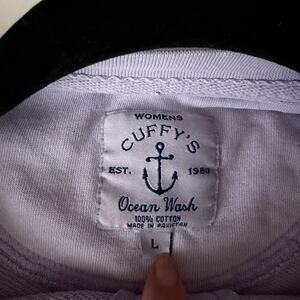 WOMENS
CUFFY'S
EST. 1980
Ocean Wash
100% COTTON
MADE IN PAKISTAN
L